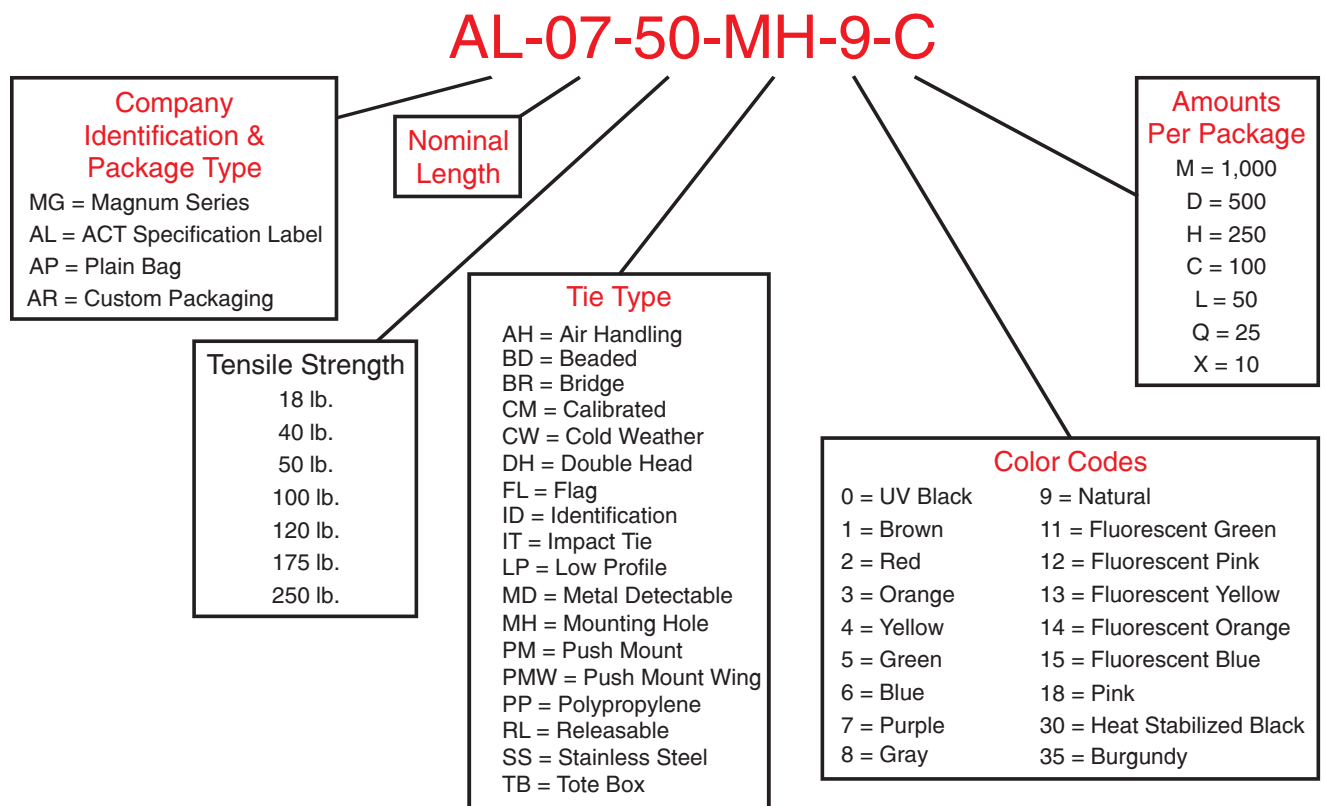 AL-07-50-MH-9-C
Company
Identification &
Package Type
MG = Magnum Series
AL = ACT Specification Label
AP = Plain Bag
AR = Custom Packaging
Nominal
Length
Tensile Strength
18 lb.
40 lb.
50 lb.
100 lb.
120 lb.
175 lb.
250 lb.
Tie Type
AH = Air Handling
BD = Beaded
BR = Bridge
CM = Calibrated
CW = Cold Weather
DH = Double Head
FL = Flag
ID = Identification
IT = Impact Tie
LP = Low Profile
MD = Metal Detectable
MH = Mounting Hole
PM = Push Mount
PMW = Push Mount Wing
PP = Polypropylene
RL = Releasable
SS = Stainless Steel
TB = Tote Box
Color Codes
0 = UV Black
1 = Brown
2 = Red
3 = Orange
4 = Yellow
5 = Green
6 = Blue
7 = Purple
8 = Gray
9 = Natural
11 = Fluorescent Green
12 = Fluorescent Pink
13 = Fluorescent Yellow
14 = Fluorescent Orange
15 = Fluorescent Blue
18 = Pink
30 = Heat Stabilized Black
35 = Burgundy
Amounts
Per Package
M = 1,000
D = 500
H = 250
C = 100
L = 50
Q = 25
X = 10